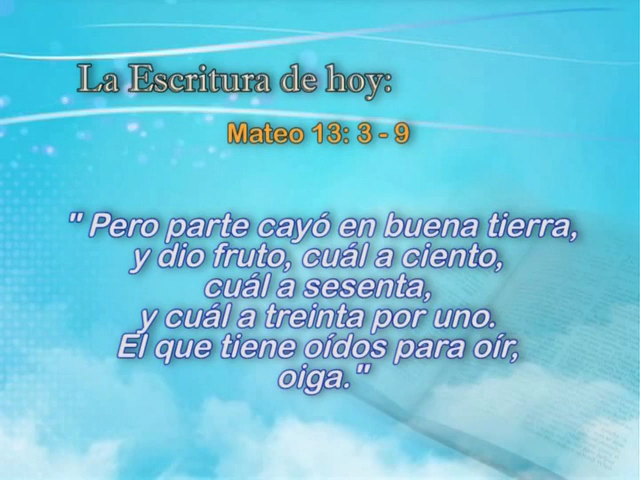 La Escritura de hoy:
Mateo 13: 3 - 9
" Pero parte cayó en buena tierra,
y dio fruto, cuál a ciento,
cuál a sesenta,
y cuál a treinta por uno.
El que tiene oídos para oír,
oiga."